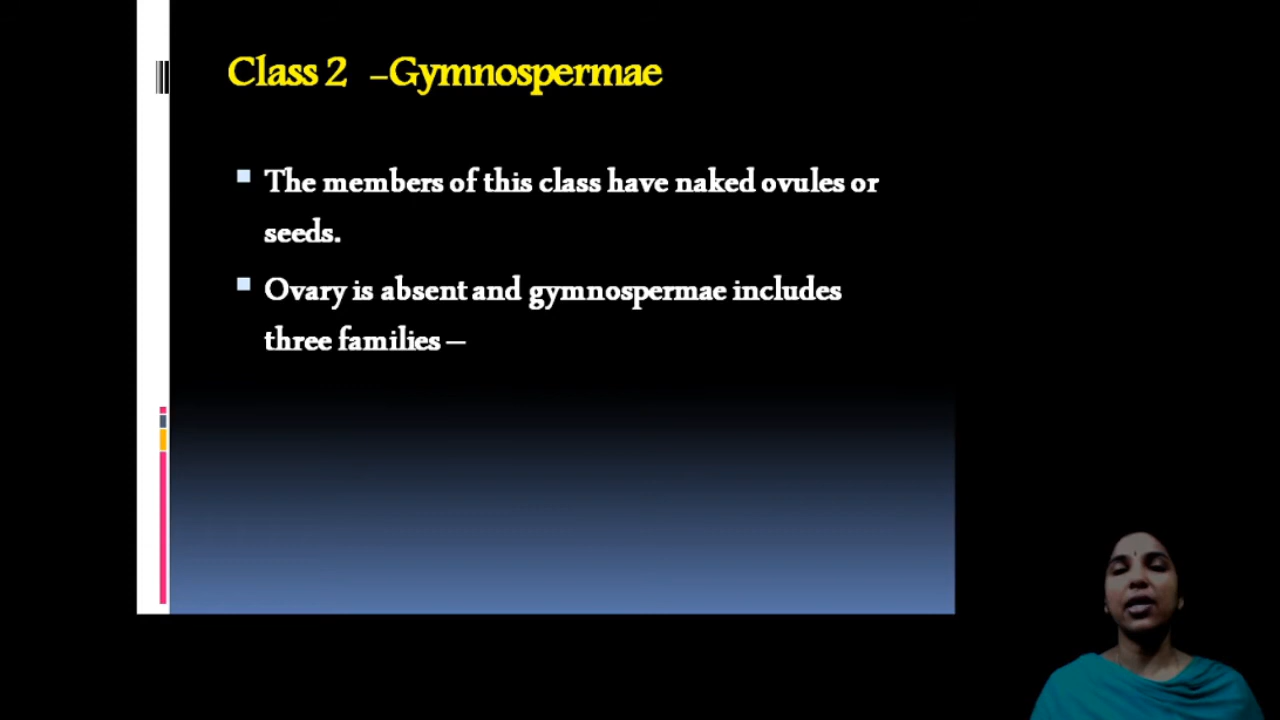 Class 2 –Gymnospermae
The members of this class have naked ovules or
seeds.
Ovary is absent and gymnospermae includes
three families –